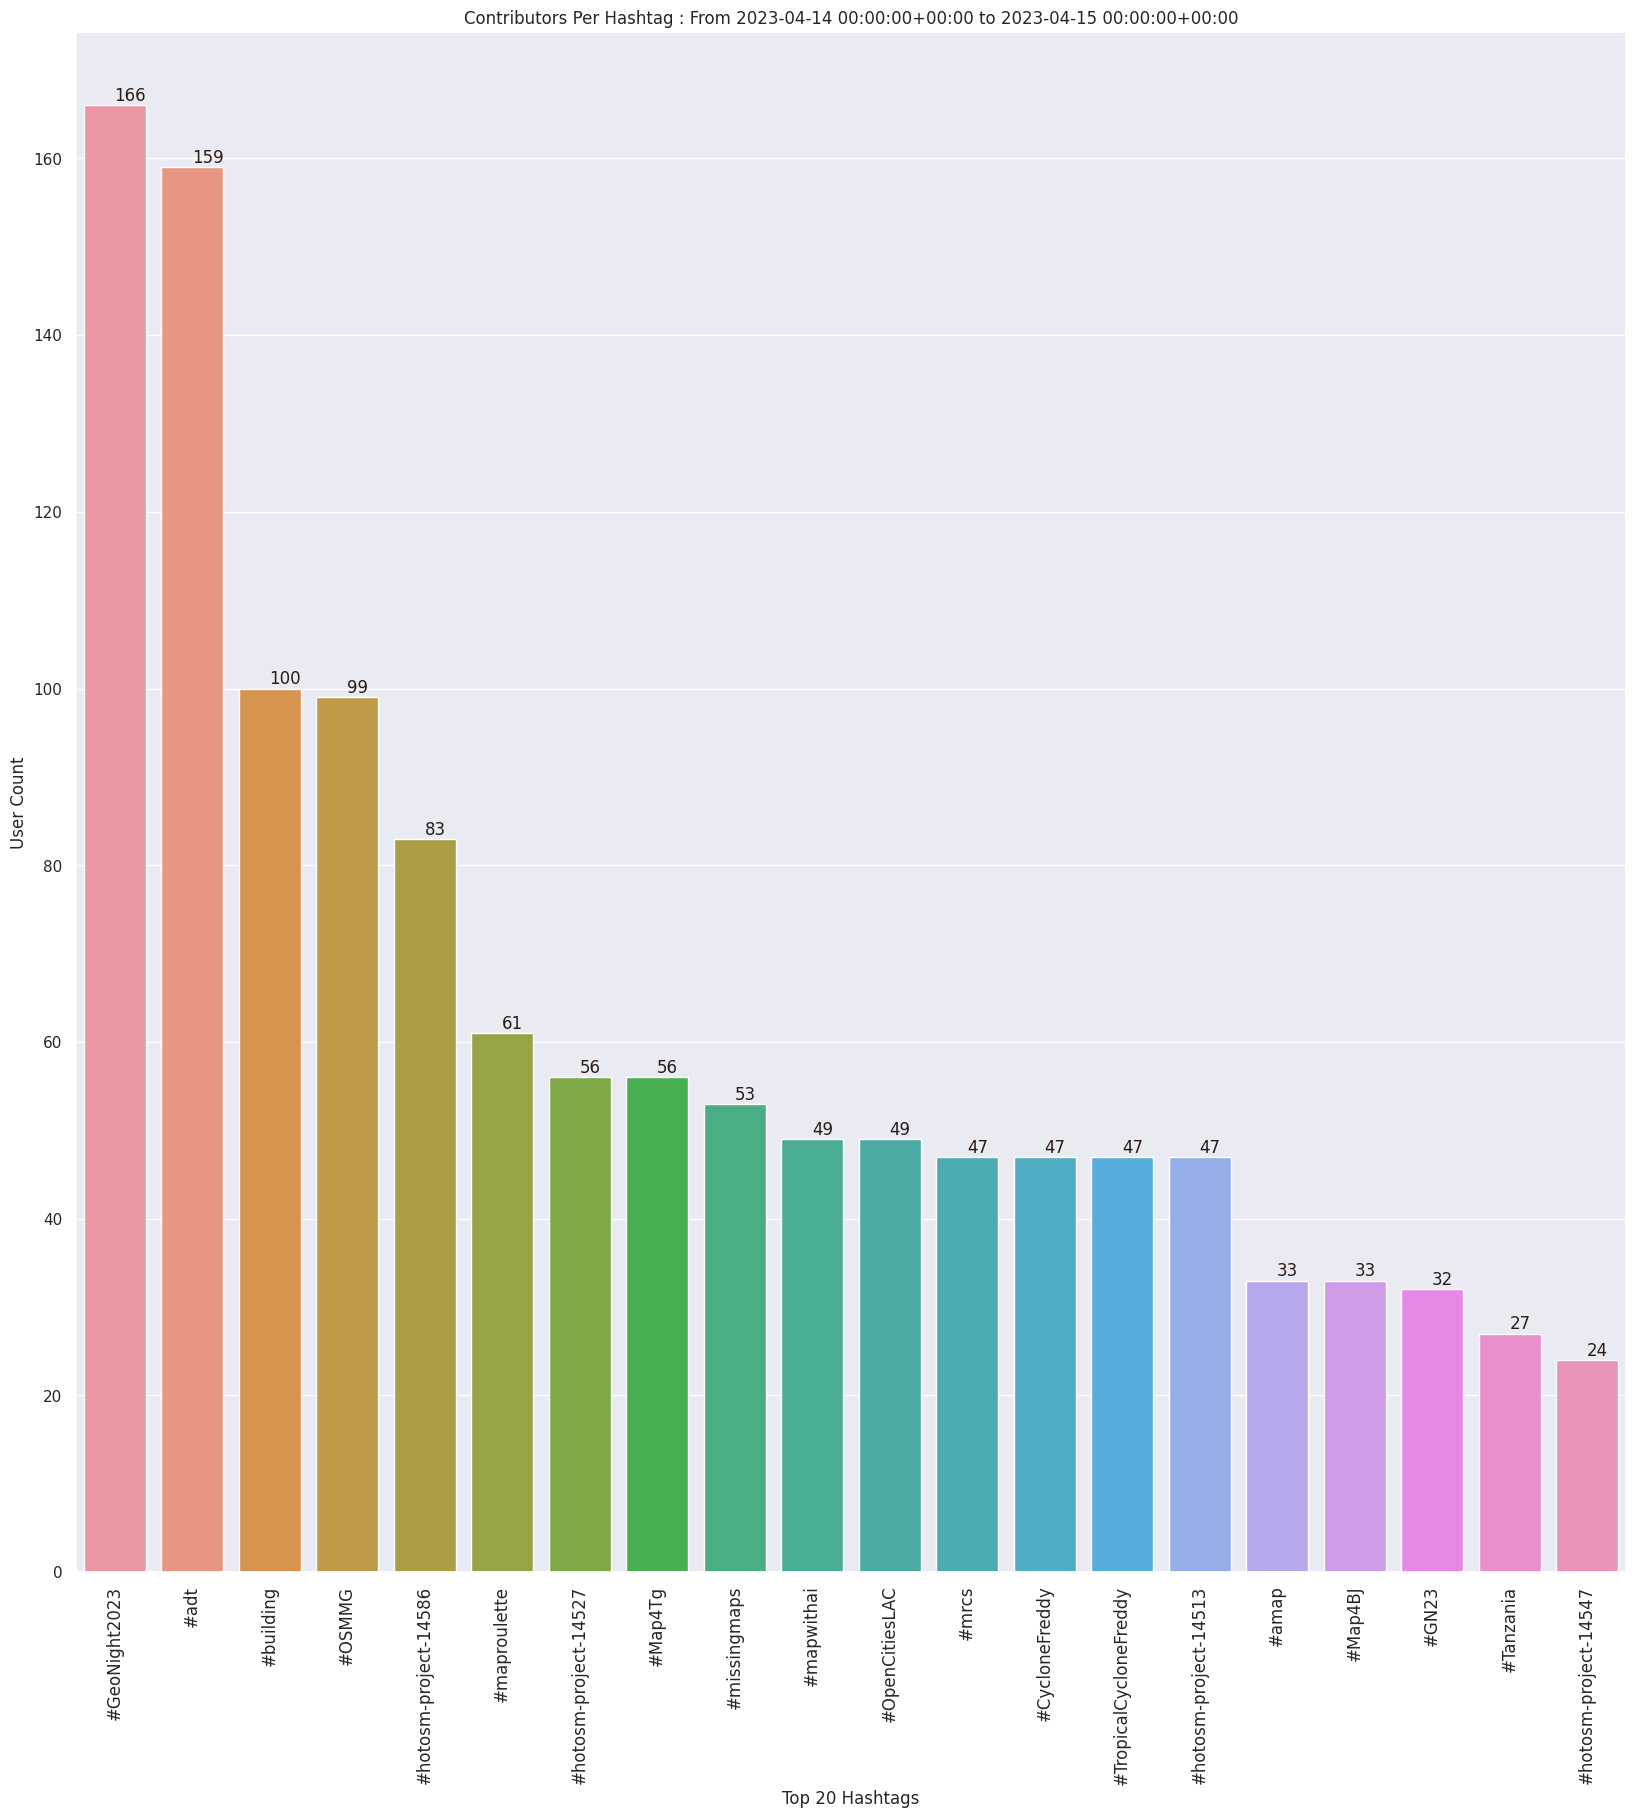 Contributors Per Hashtag : From 2023-04-14 00:00:00+00:00 to 2023-04-15 00:00:00+00:00
User Count
160
140
120
100
80
60
40
20
0
166
159
100
99
83
61
56
56
53
49
49
47
47
47
47
33
33
32
27
24
#GeoNight2023
#adt
#building
#OSMMG
#hotosm-project-14586
#maproulette
#hotosm-project-14527
#Map4Tg
#missingmaps
#mapwithai
#OpenCitiesLAC
#mrcs
#CycloneFreddy
#TropicalCycloneFreddy
#hotosm-project-14513
#amap
#Map4BJ
#GN23
#Tanzania
#hotosm-project-14547
Top 20 Hashtags